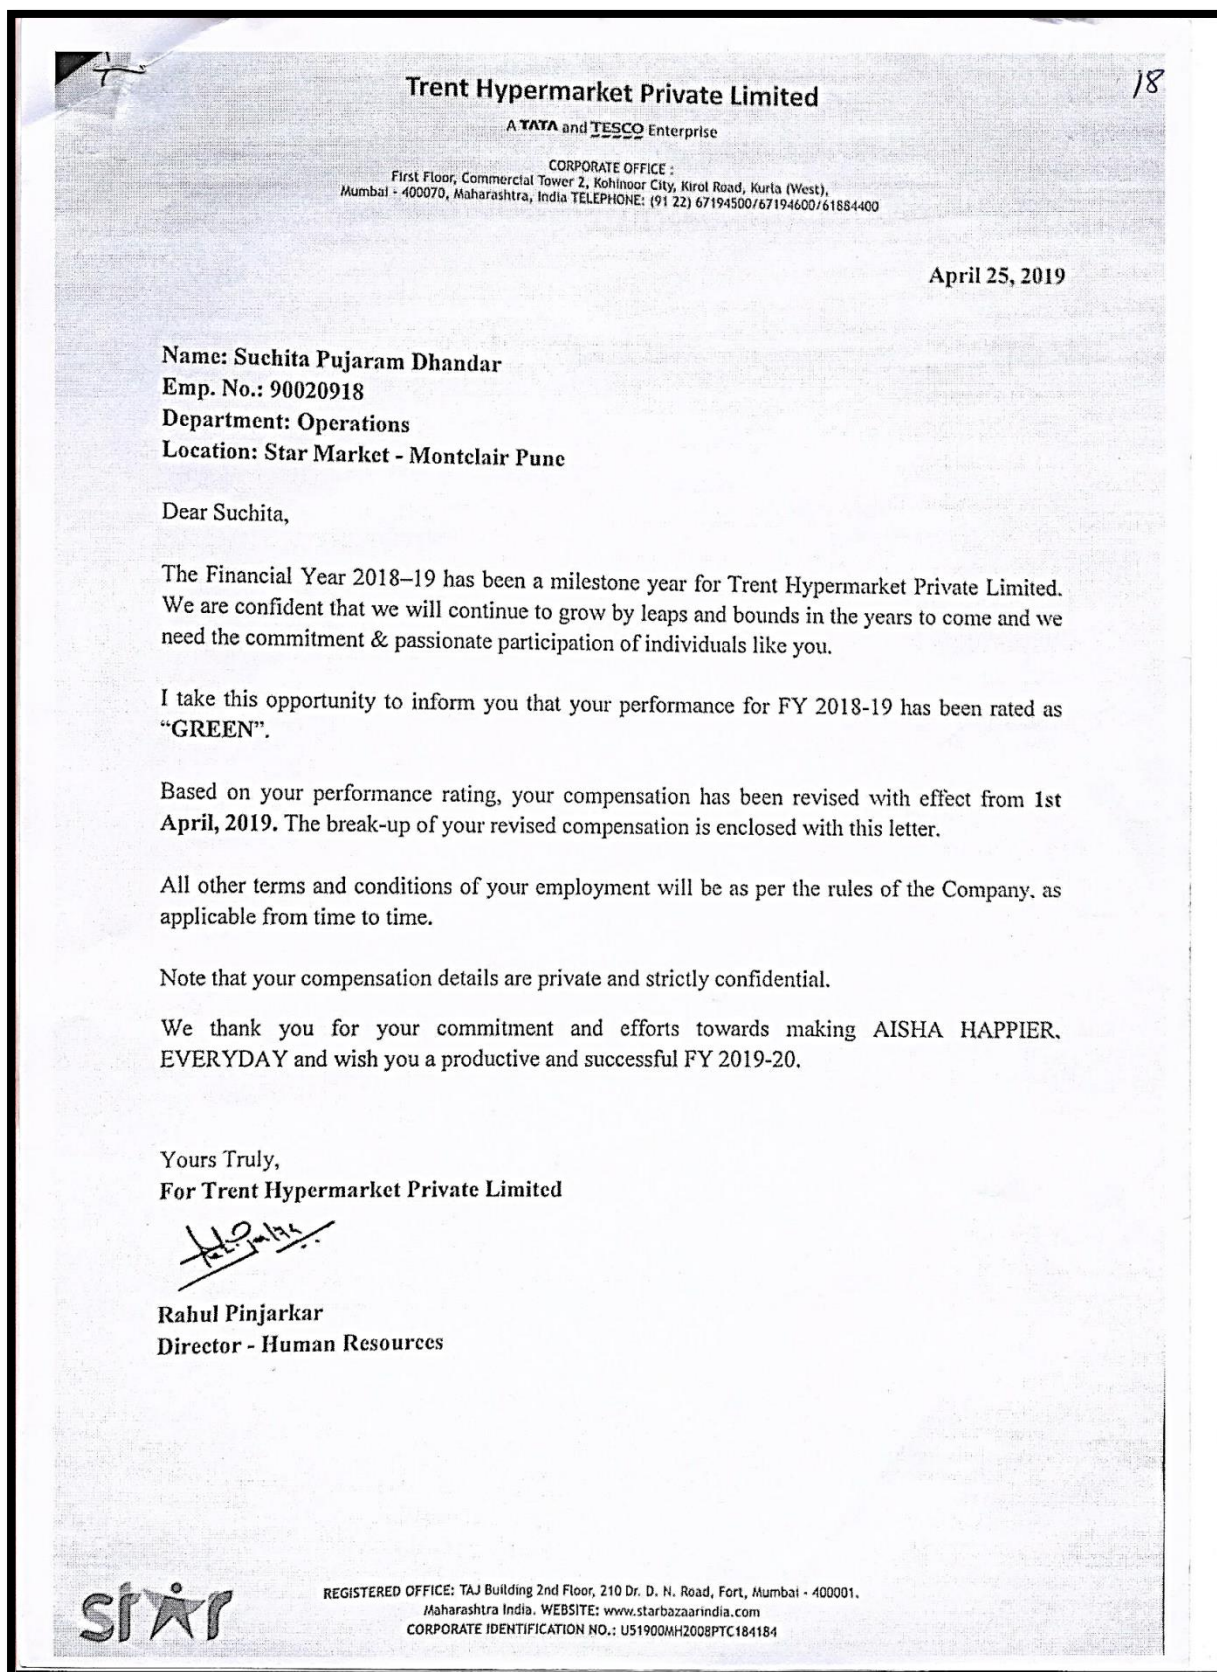 18
Trent Hypermarket Private Limited
A TATA and TESCO Enterprise
CORPORATE OFFICE :
First Floor, Commercial Tower 2, Kohinoor City, Kirol Road, Kurla (West),
Mumbai - 400070, Maharashtra, India TELEPHONE: (91 22) 67194500/67194600/61884400
April 25, 2019
Name: Suchita Pujaram Dhandar
Emp. No.: 90020918
Department: Operations
Location: Star Market - Montclair Pune
Dear Suchita,
The Financial Year 2018–19 has been a milestone year for Trent Hypermarket Private Limited.
We are confident that we will continue to grow by leaps and bounds in the years to come and we
need the commitment & passionate participation of individuals like you.
I take this opportunity to inform you that your performance for FY 2018-19 has been rated as
“GREEN”.
Based on your performance rating, your compensation has been revised with effect from 1st
April, 2019. The break-up of your revised compensation is enclosed with this letter.
All other terms and conditions of your employment will be as per the rules of the Company, as
applicable from time to time.
Note that your compensation details are private and strictly confidential.
We thank you for your commitment and efforts towards making AISHA HAPPIER,
EVERYDAY and wish you a productive and successful FY 2019-20.
Yours Truly,
For Trent Hypermarket Private Limited
Rahul Pinjarkar
Director - Human Resources
star
REGISTERED OFFICE: TAJ Building 2nd Floor, 210 Dr. D. N. Road, Fort, Mumbai - 400001.
Maharashtra India. WEBSITE: www.starbazaarindia.com
CORPORATE IDENTIFICATION NO.: U51900MH2008PTC184184